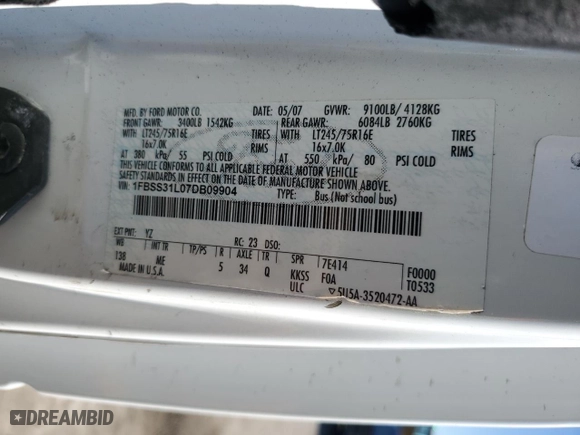 MFD. BY FORD MOTOR CO. DATE 05/07 GVWR: 9100LB/ 4128KG
FRONT GAWR: 3400LB 1542KG REAR GAWR: 6084LB 2760KG
WITH LT245/75R16E TIRES WITH LT245/75R16E TIRES
16x7.0K RIMS 16x7.0K RIMS
AT 380 kPa/ 55 PSI COLD AT 550 kPa/ 80 PSI COLD
THIS VEHICLE CONFORMS TO ALL APPLICABLE FEDERAL MOTOR VEHICLE
SAFETY STANDARDS IN EFFECT ON THE DATE OF MANUFACTURE SHOWN ABOVE.
VIN: 1FBSS31L07DB09904 TYPE: Bus (Not school bus)
EXT PNT: YZ RC: 23 DSO:
WB INT TR TP/PS R AXLE TR SPR 7E414 F0000
138 ME 5 34 Q KKSS FOA T0533
MADE IN U.S.A. ULC ▽5U5A-3520472-AA
DREAMBID